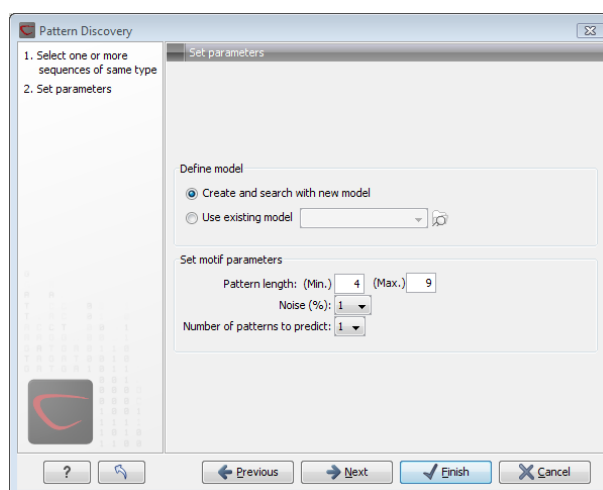 Pattern Discovery
1. Select one or more
sequences of same type
2. Set parameters
Set parameters
Define model
Create and search with new model
Use existing model
Set motif parameters
Pattern length: (Min.) 4 (Max.) 9
Noise (%): 1
Number of patterns to predict: 1
? Previous Next Finish Cancel